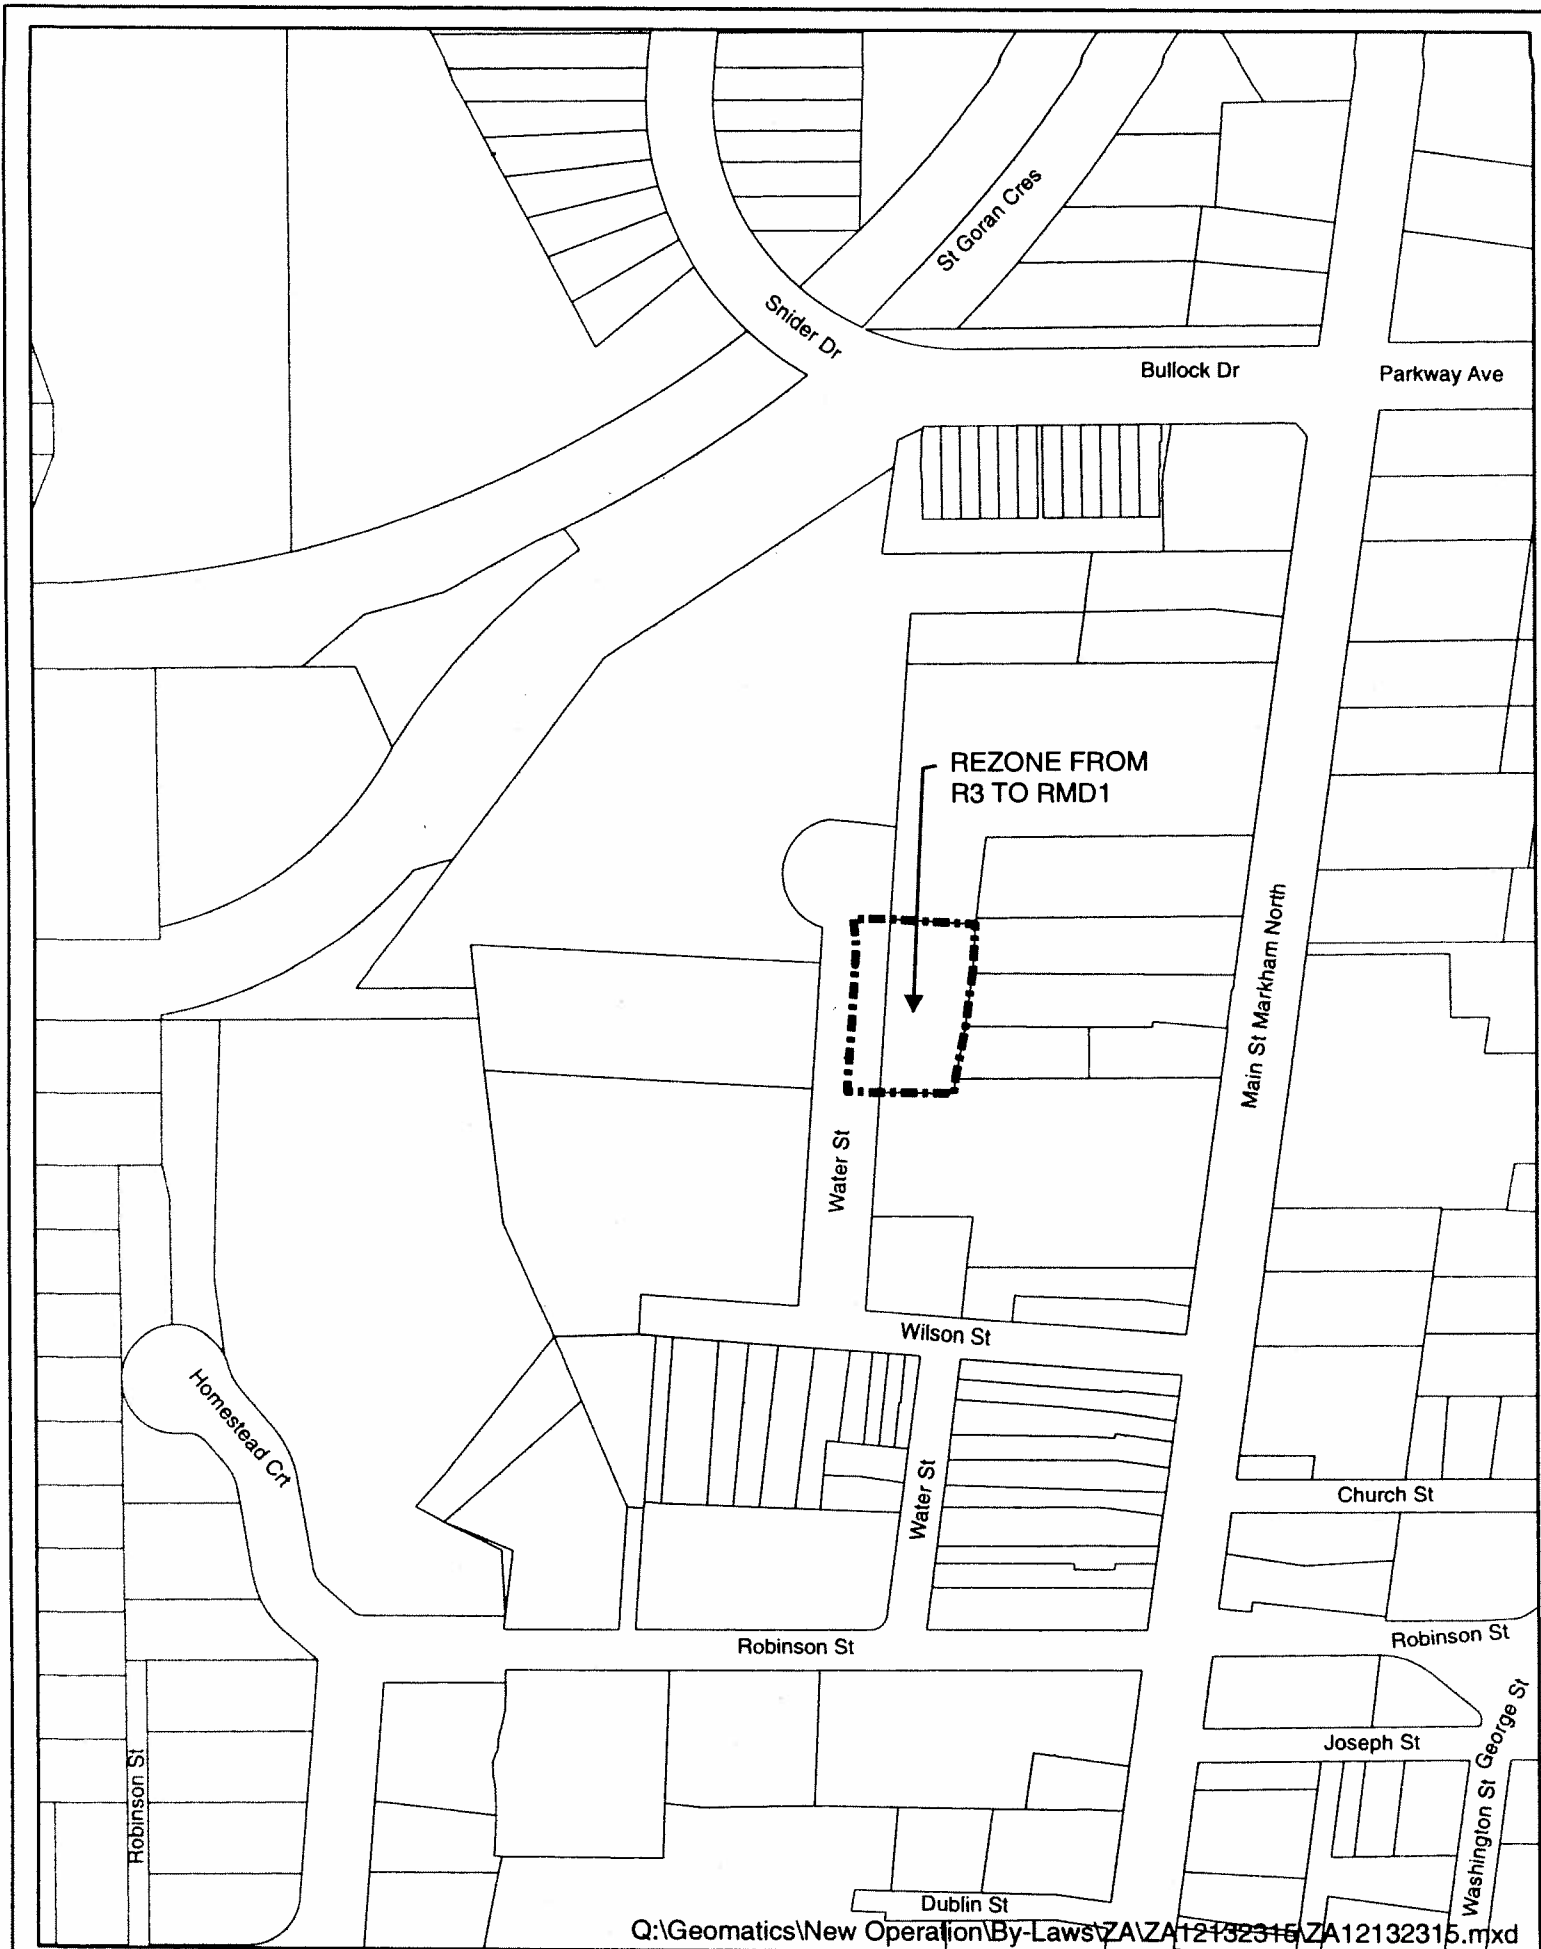 St Goran Cres
Snider Dr
Bullock Dr
Parkway Ave
REZONE FROM
R3 TO RMD1
Main St Markham North
Water St
Wilson St
Homestead Crt
Water St
Church St
Robinson St
Robinson St
George St
Joseph St
Robinson St
Washington St
Dublin St
Q:\Geomatics\New Operation\By-Laws\ZA\ZA12132315\ZA12132315.mxd